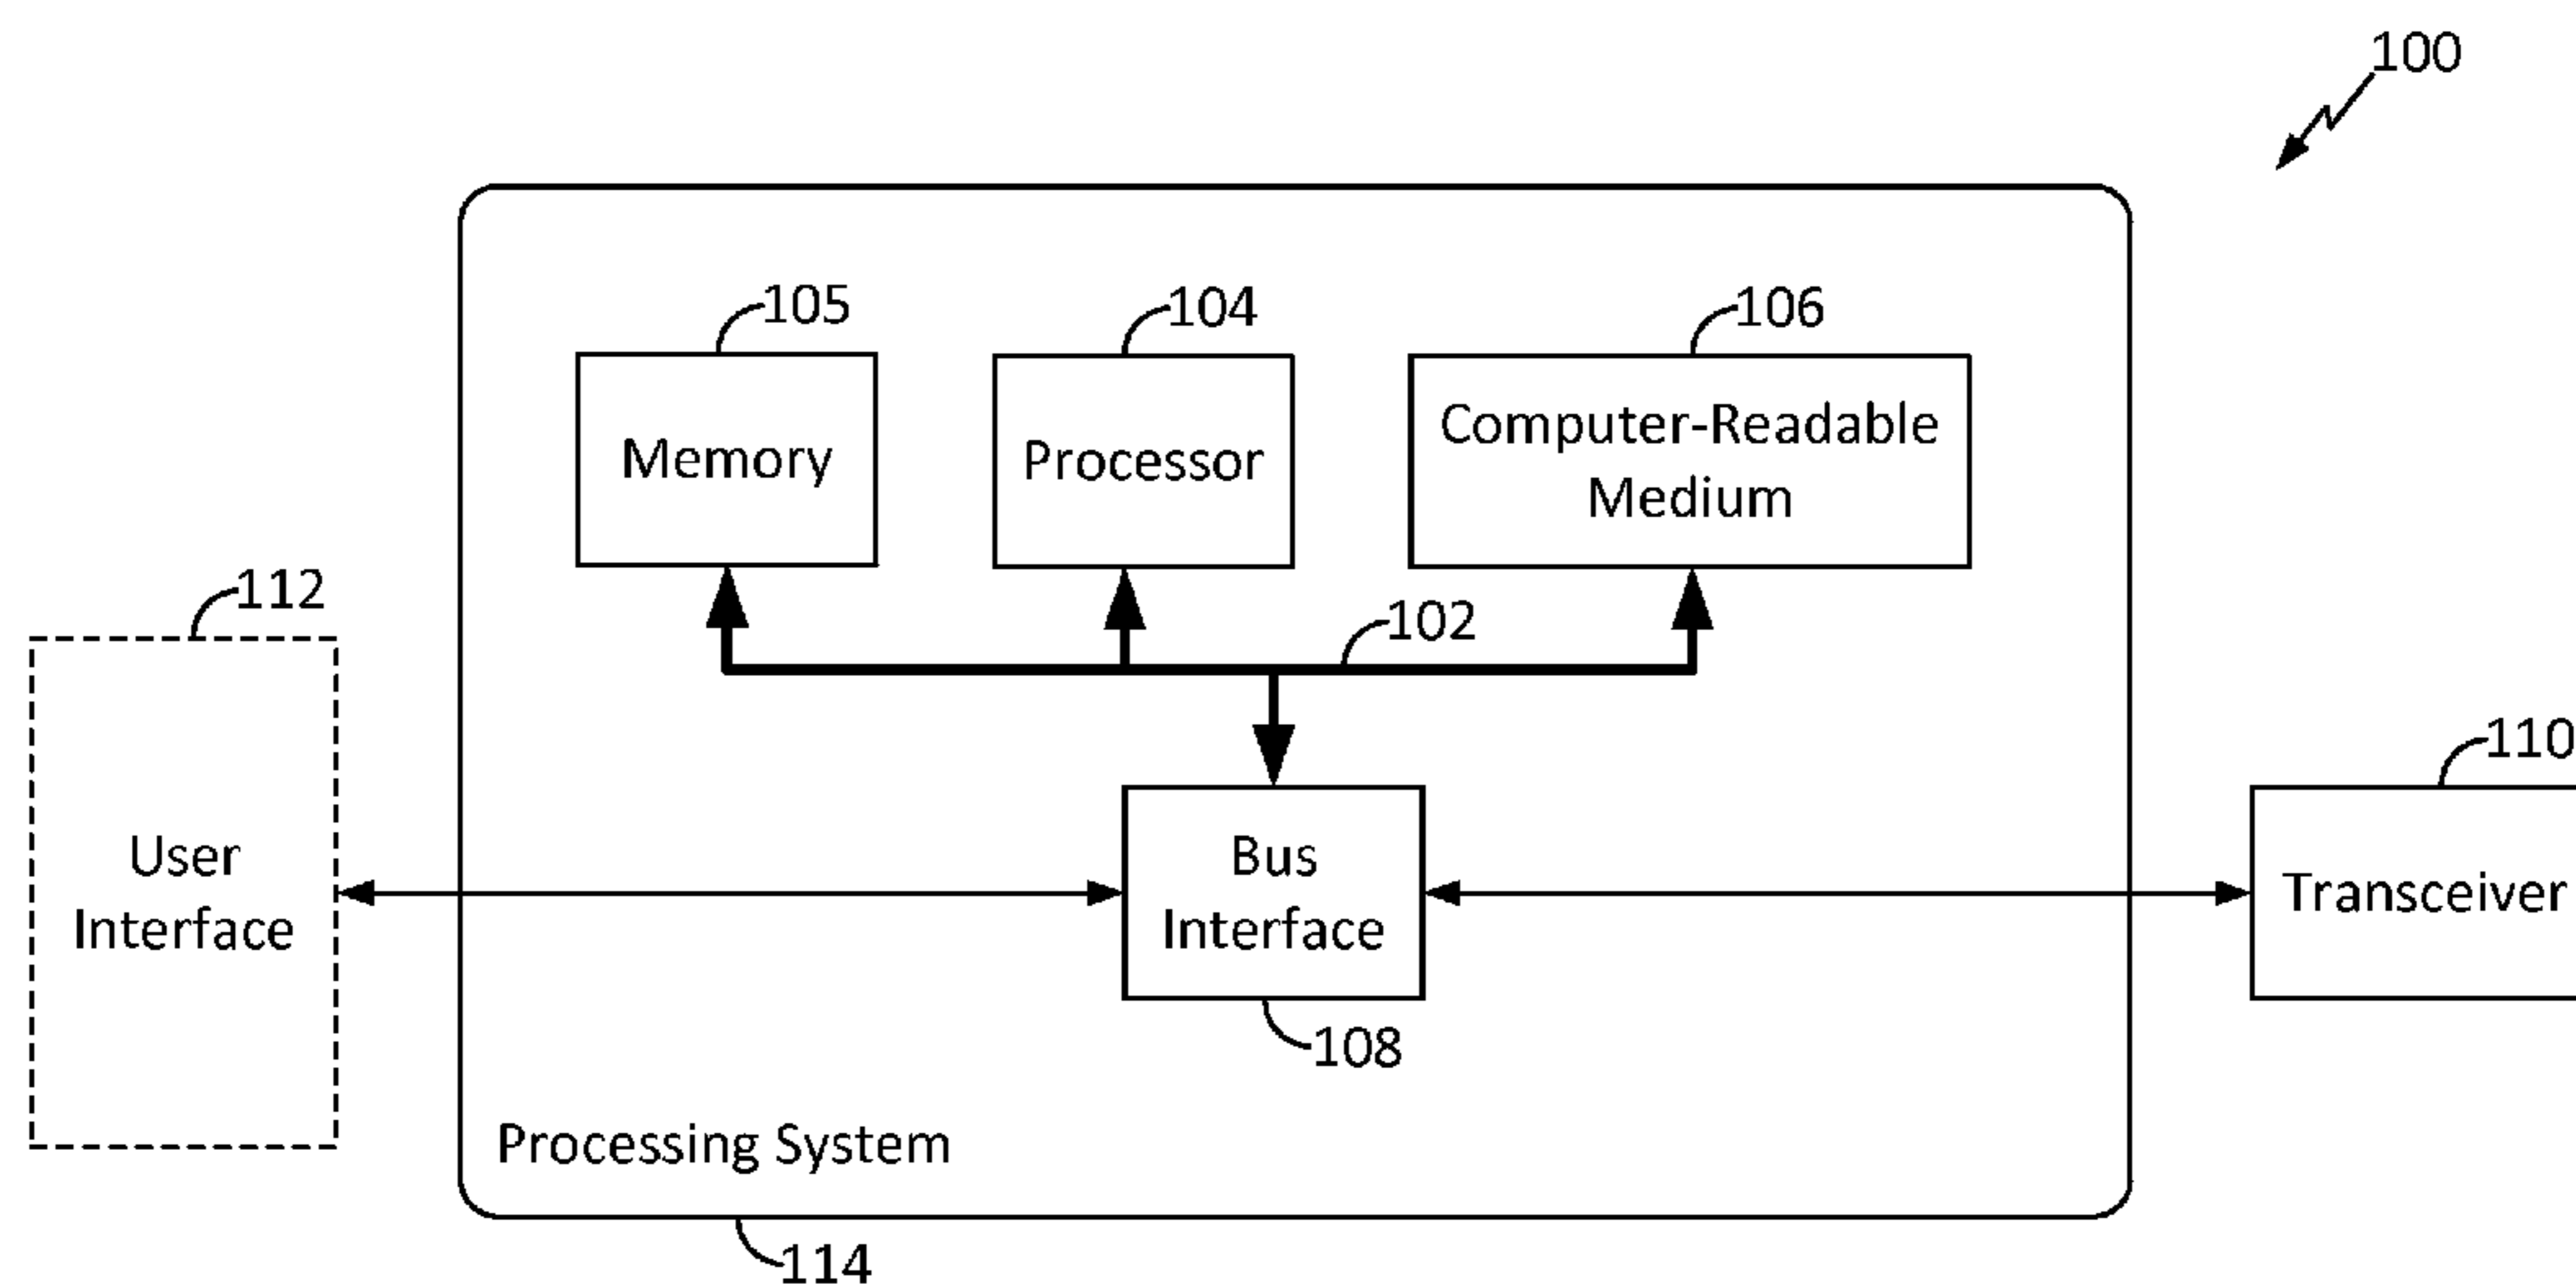 100
105
104
106
Memory
Processor
Computer-Readable
Medium
112
102
110
User
Interface
Bus
Interface
Transceiver
108
Processing System
114